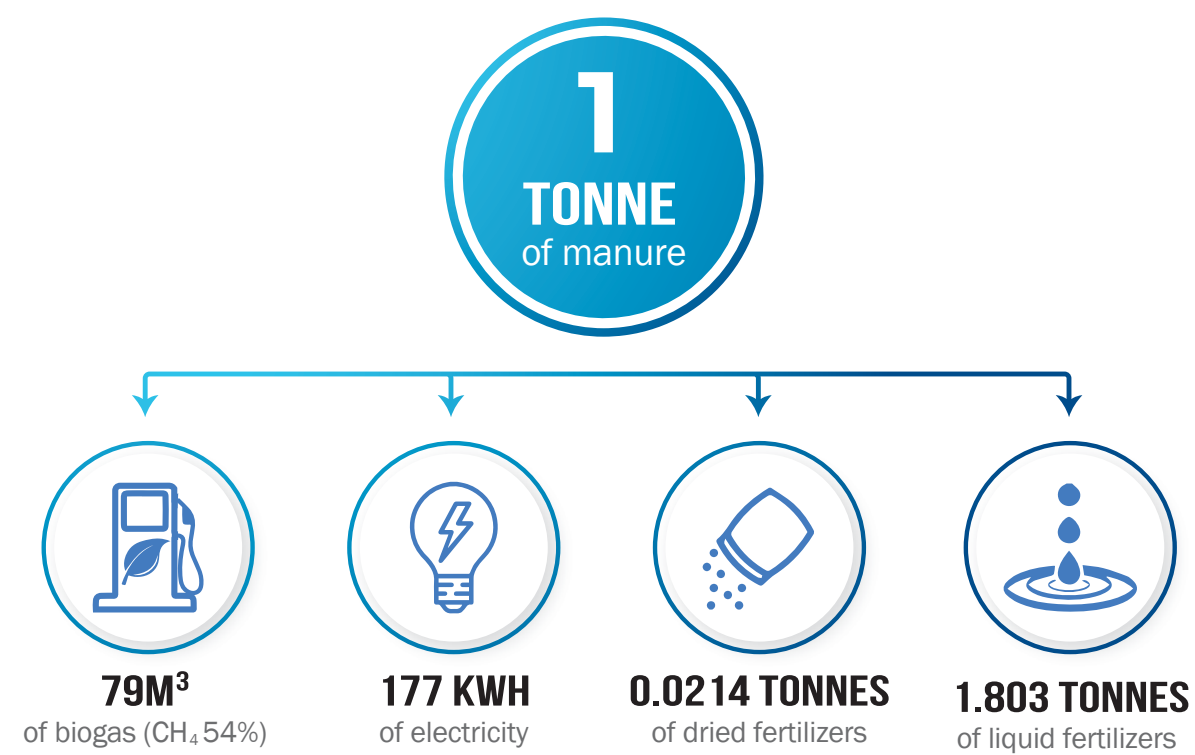 1
TONNE
of manure
79M³
of biogas (CH₄ 54%)
177 KWH
of electricity
0.0214 TONNES
of dried fertilizers
1.803 TONNES
of liquid fertilizers